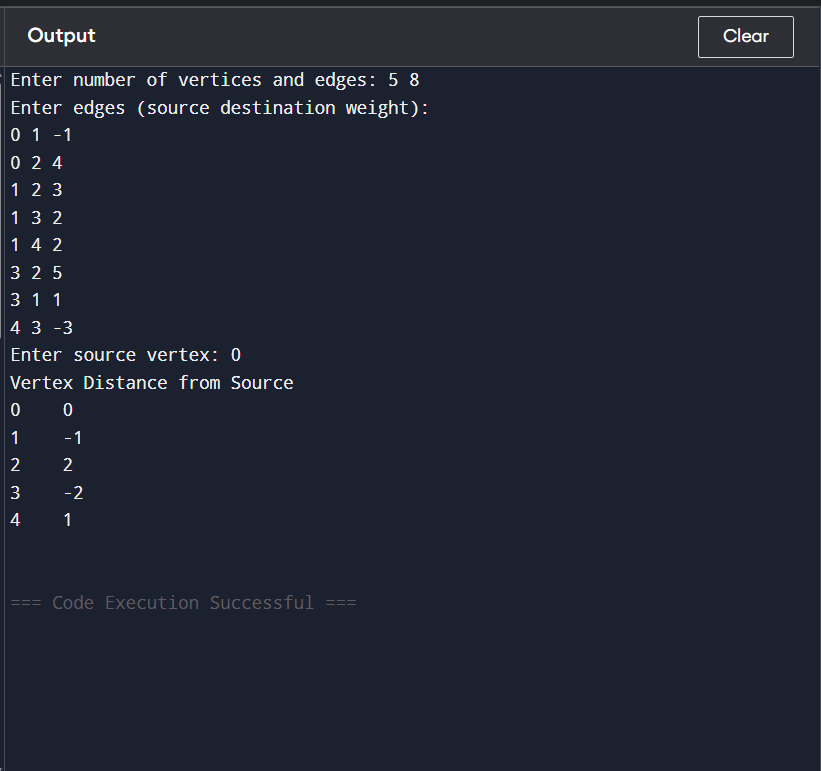 Output
Clear
Enter number of vertices and edges: 5 8
Enter edges (source destination weight):
0 1 -1
0 2 4
1 2 3
1 3 2
1 4 2
3 2 5
3 1 1
4 3 -3
Enter source vertex: 0
Vertex Distance from Source
0    0
1    -1
2    2
3    -2
4    1
=== Code Execution Successful ===